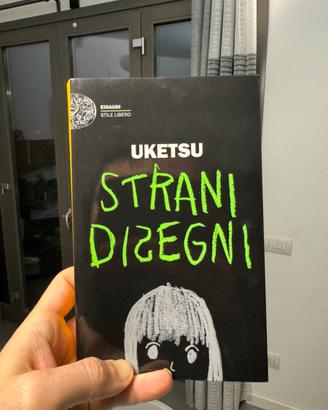 EINAUDI
STILE LIBERO
UKETSU
STRANI
DISEGNI